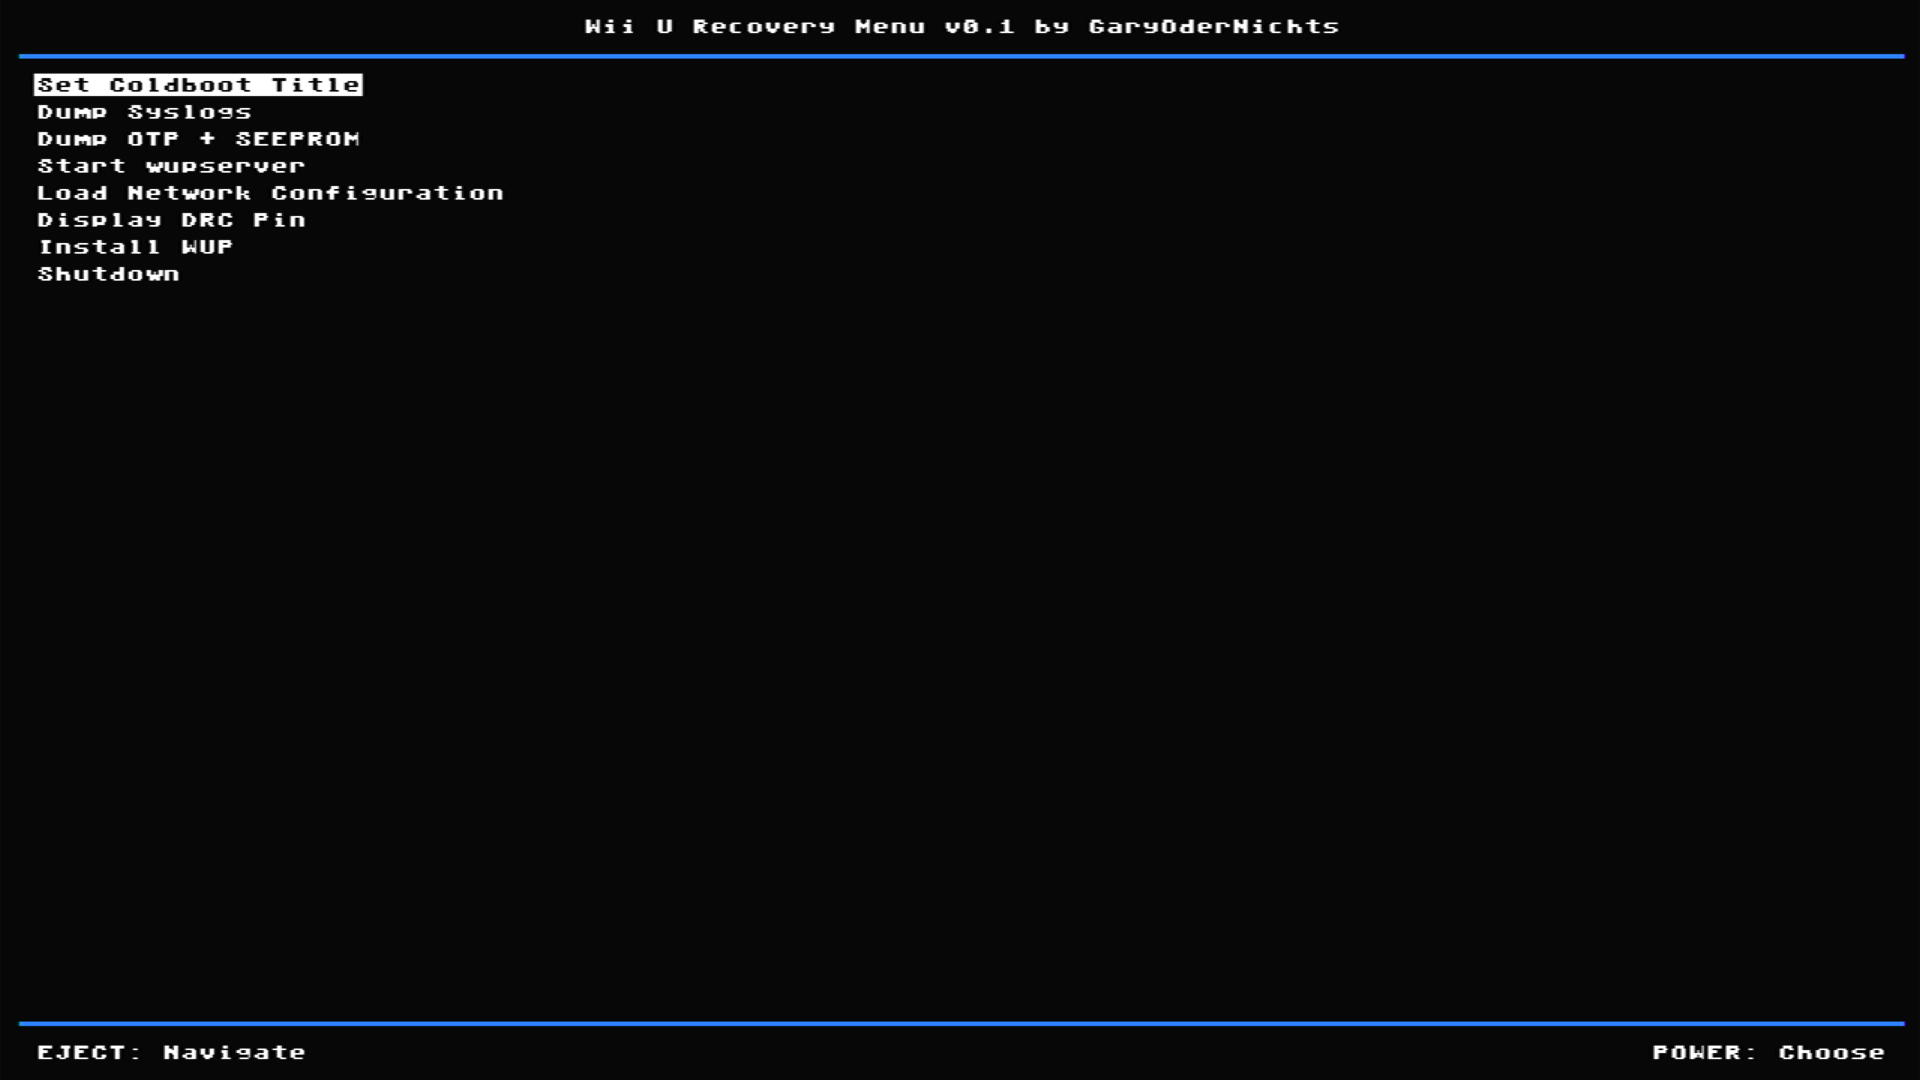 Wii U Recovery Menu v0.1 by GaryOderNichts
Set Coldboot Title
Dump Syslogs
Dump OTP + SEEPROM
Start wupserver
Load Network Configuration
Display DRC Pin
Install WUP
Shutdown
EJECT: Navigate
POWER: Choose